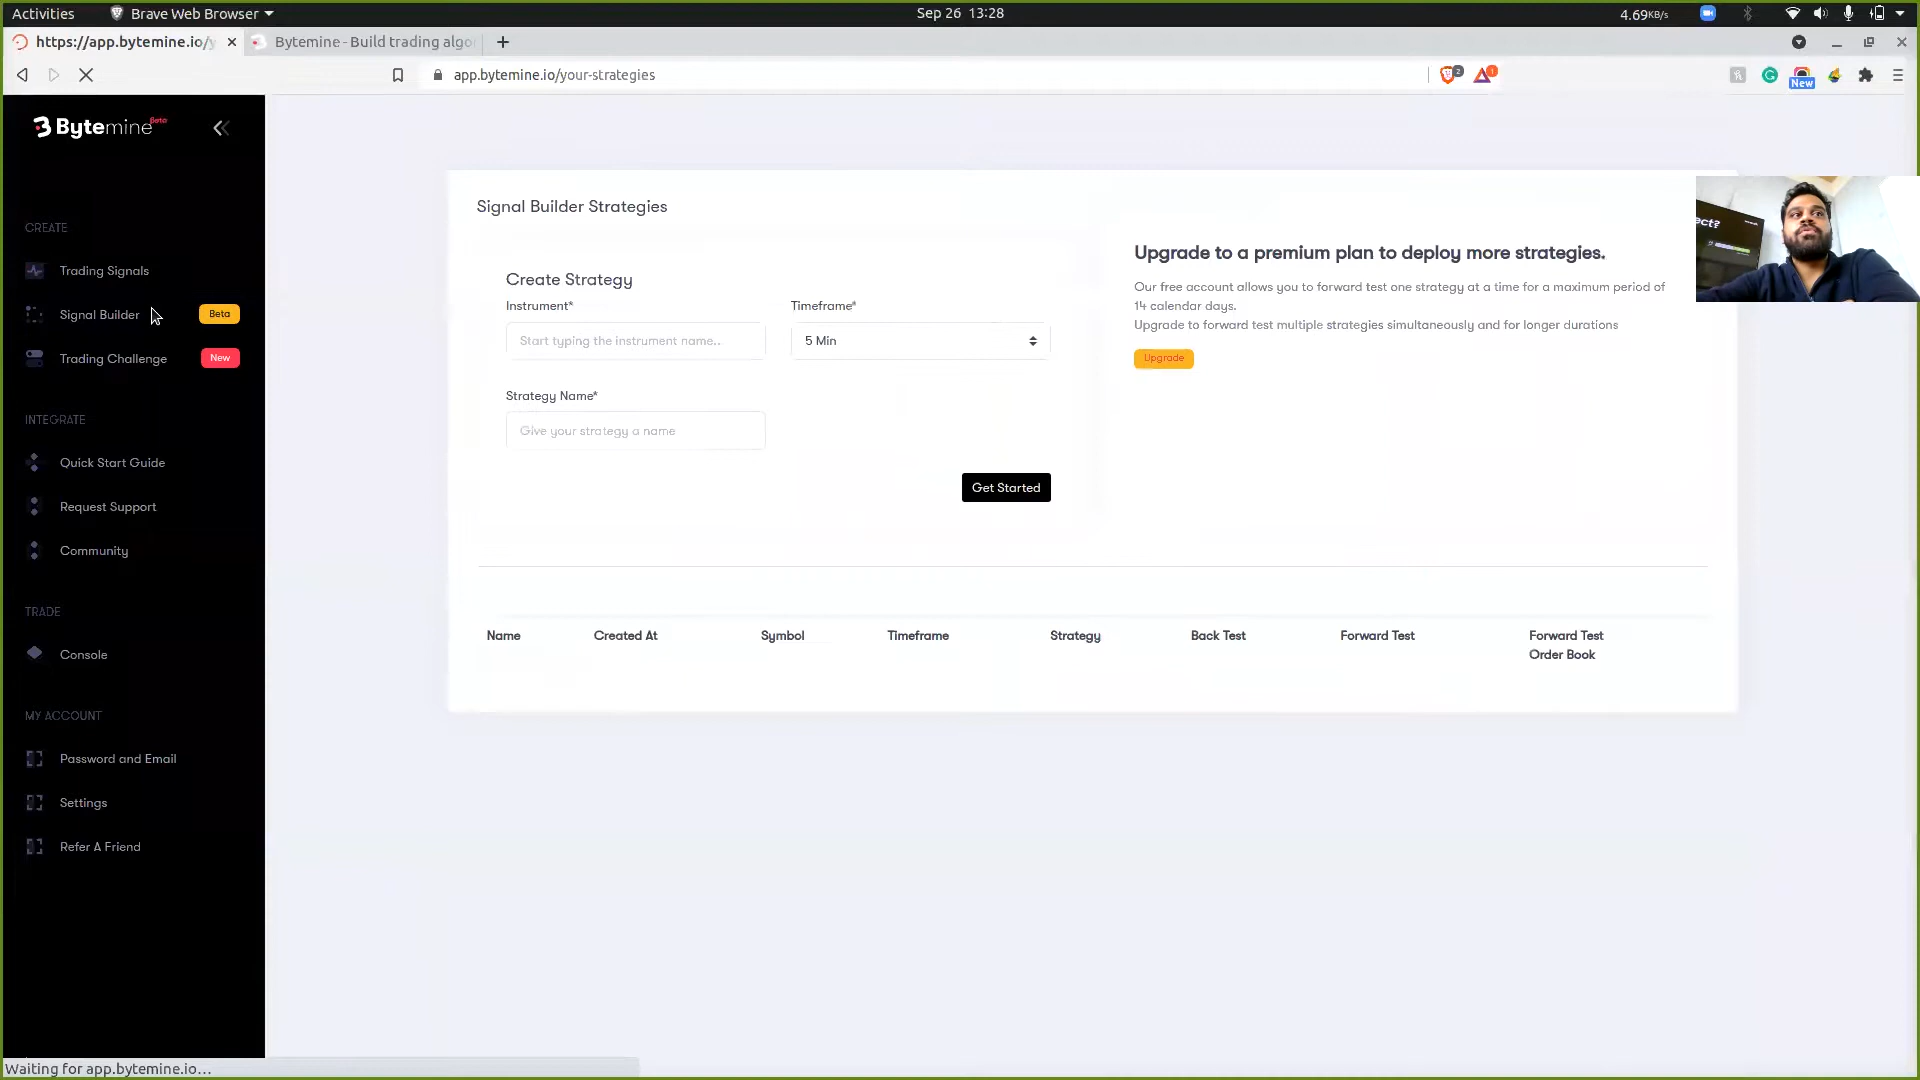 Activities
Brave Web Browser
Sep 26 13:28
4.69KB/s
https://app.bytemine.io/y
Bytemine - Build trading algo
app.bytemine.io/your-strategies
2
1
New
Bytemine Beta
CREATE
Trading Signals
Signal Builder
Beta
Trading Challenge
New
INTEGRATE
Quick Start Guide
Request Support
Community
TRADE
Console
MY ACCOUNT
Password and Email
Settings
Refer A Friend
Signal Builder Strategies
Create Strategy
Instrument*
Start typing the instrument name..
Timeframe*
5 Min
Strategy Name*
Give your strategy a name
Get Started
Upgrade to a premium plan to deploy more strategies.
Our free account allows you to forward test one strategy at a time for a maximum period of
14 calendar days.
Upgrade to forward test multiple strategies simultaneously and for longer durations
Upgrade
ect?
Name
Created At
Symbol
Timeframe
Strategy
Back Test
Forward Test
Forward Test
Order Book
Waiting for app.bytemine.io...